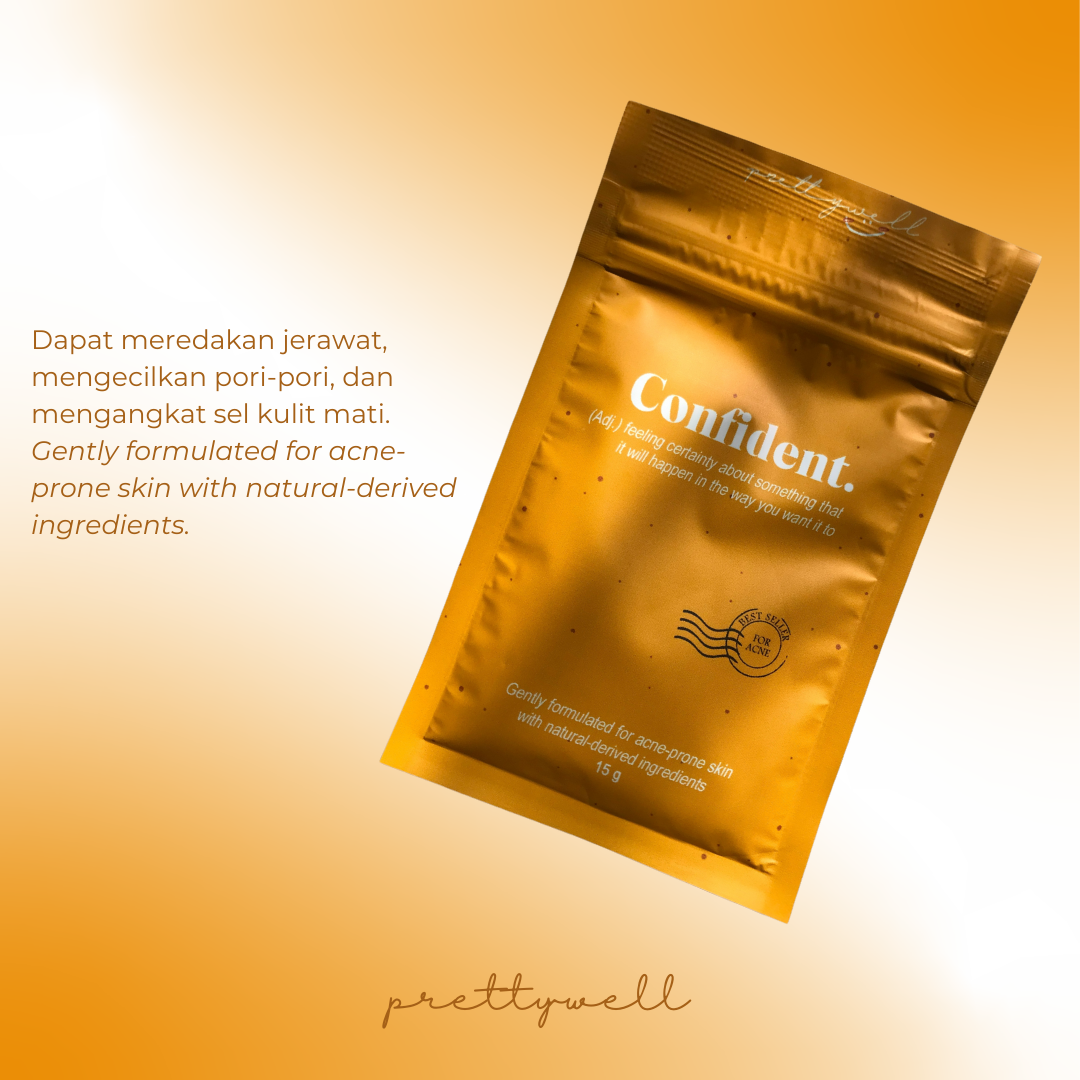 Dapat meredakan jerawat,
mengecilkan pori-pori, dan
mengangkat sel kulit mati.
Gently formulated for acne-
prone skin with natural-derived
ingredients.
prettywell
Confident.
(Adj.) feeling certainty about something that
it will happen in the way you want it to
BEST SELLER
FOR
ACNE
Gently formulated for acne-prone skin
with natural-derived ingredients
15 g
prettywell